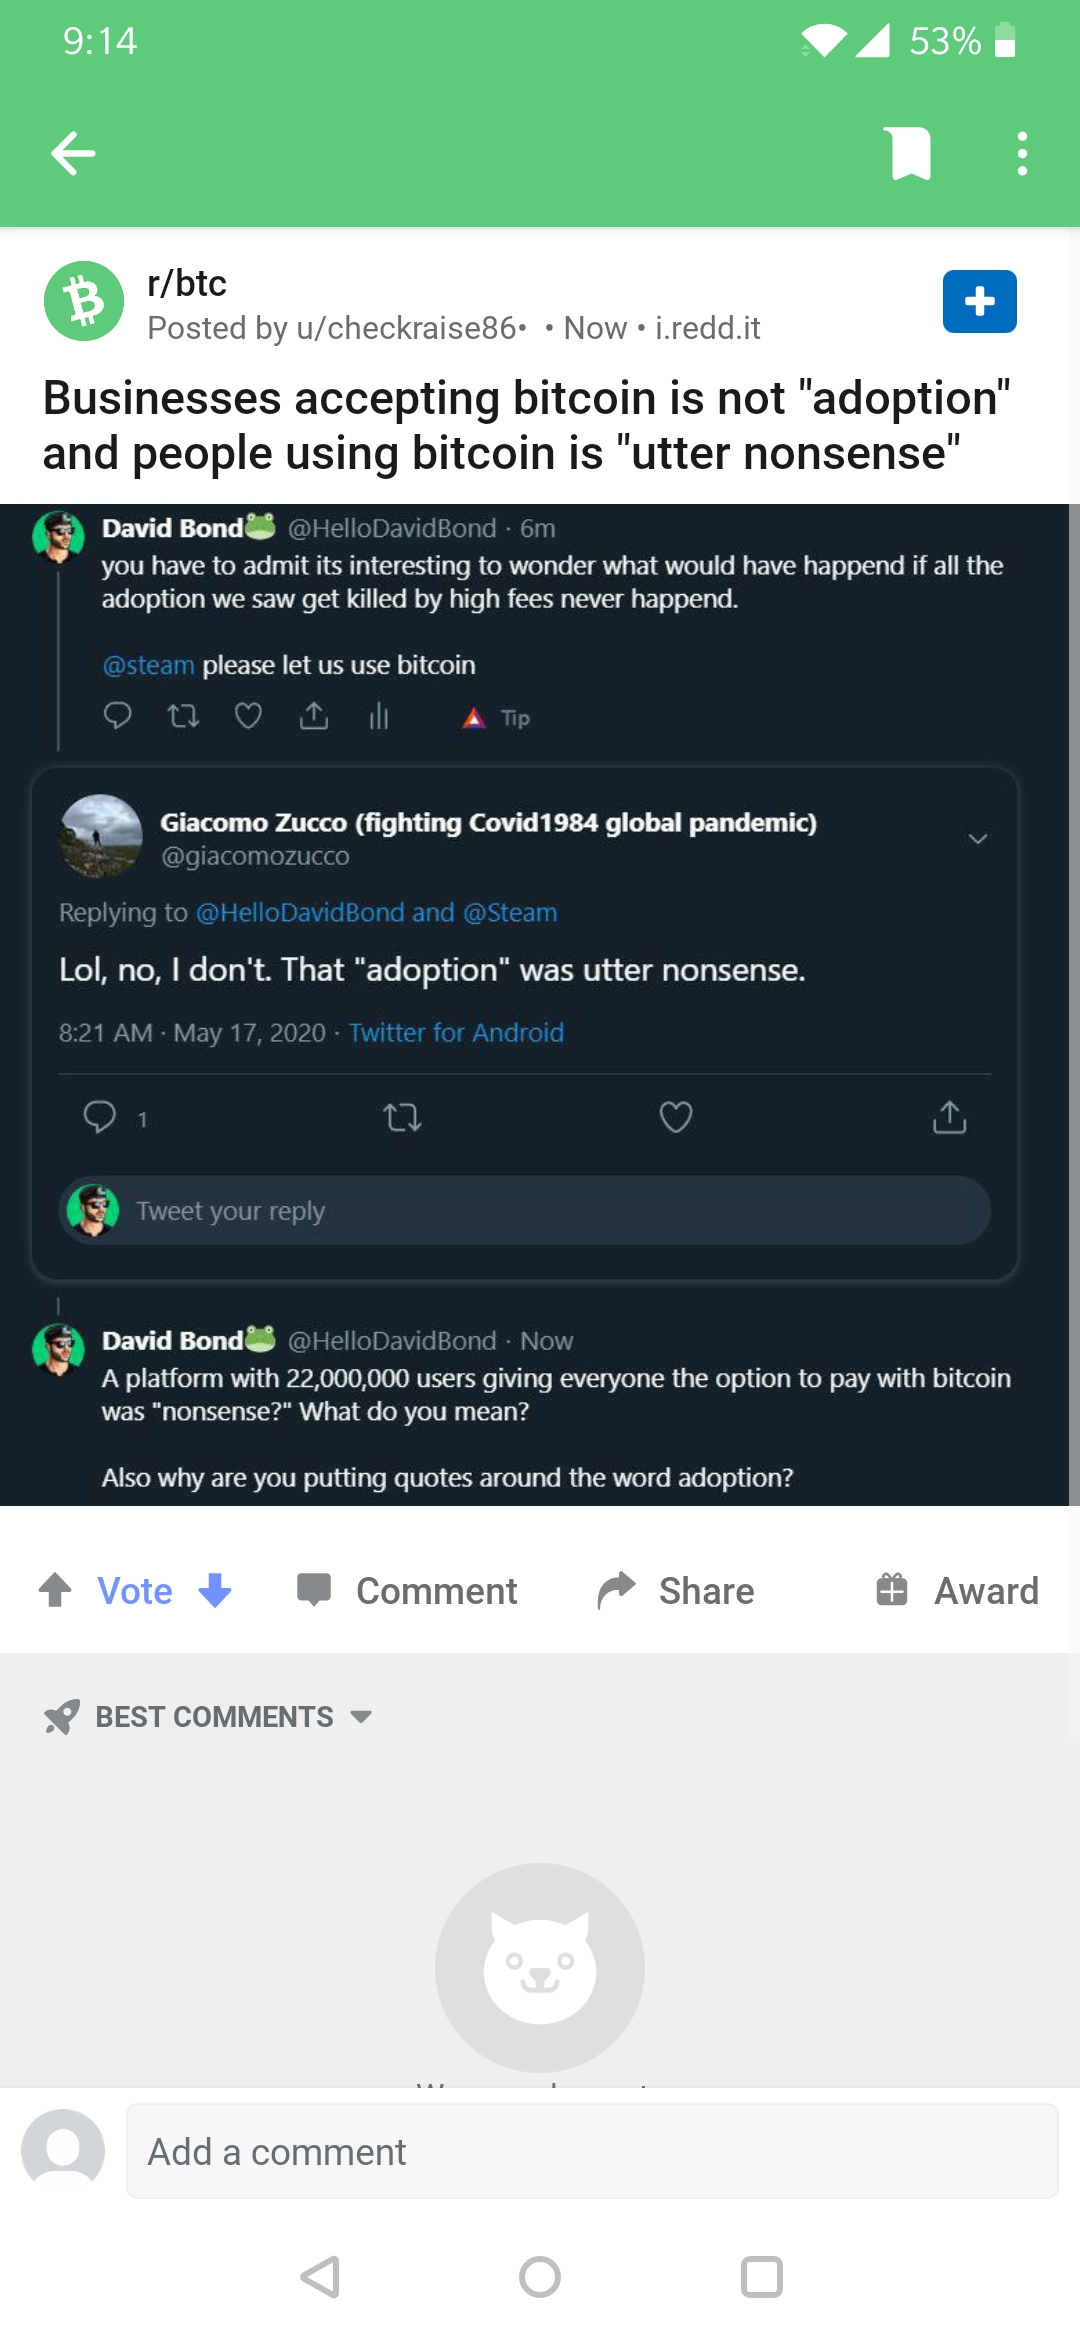 9:14
53%
r/btc
Posted by u/checkraise86• • Now • i.redd.it
Businesses accepting bitcoin is not "adoption"
and people using bitcoin is "utter nonsense"
David Bond🐸 @HelloDavidBond · 6m
you have to admit its interesting to wonder what would have happend if all the
adoption we saw get killed by high fees never happend.
@steam please let us use bitcoin
Tip
Giacomo Zucco (fighting Covid1984 global pandemic)
@giacomozucco
Replying to @HelloDavidBond and @Steam
Lol, no, I don't. That "adoption" was utter nonsense.
8:21 AM · May 17, 2020 · Twitter for Android
1
Tweet your reply
David Bond🐸 @HelloDavidBond · Now
A platform with 22,000,000 users giving everyone the option to pay with bitcoin
was "nonsense?" What do you mean?
Also why are you putting quotes around the word adoption?
Vote
Comment
Share
Award
BEST COMMENTS
Add a comment